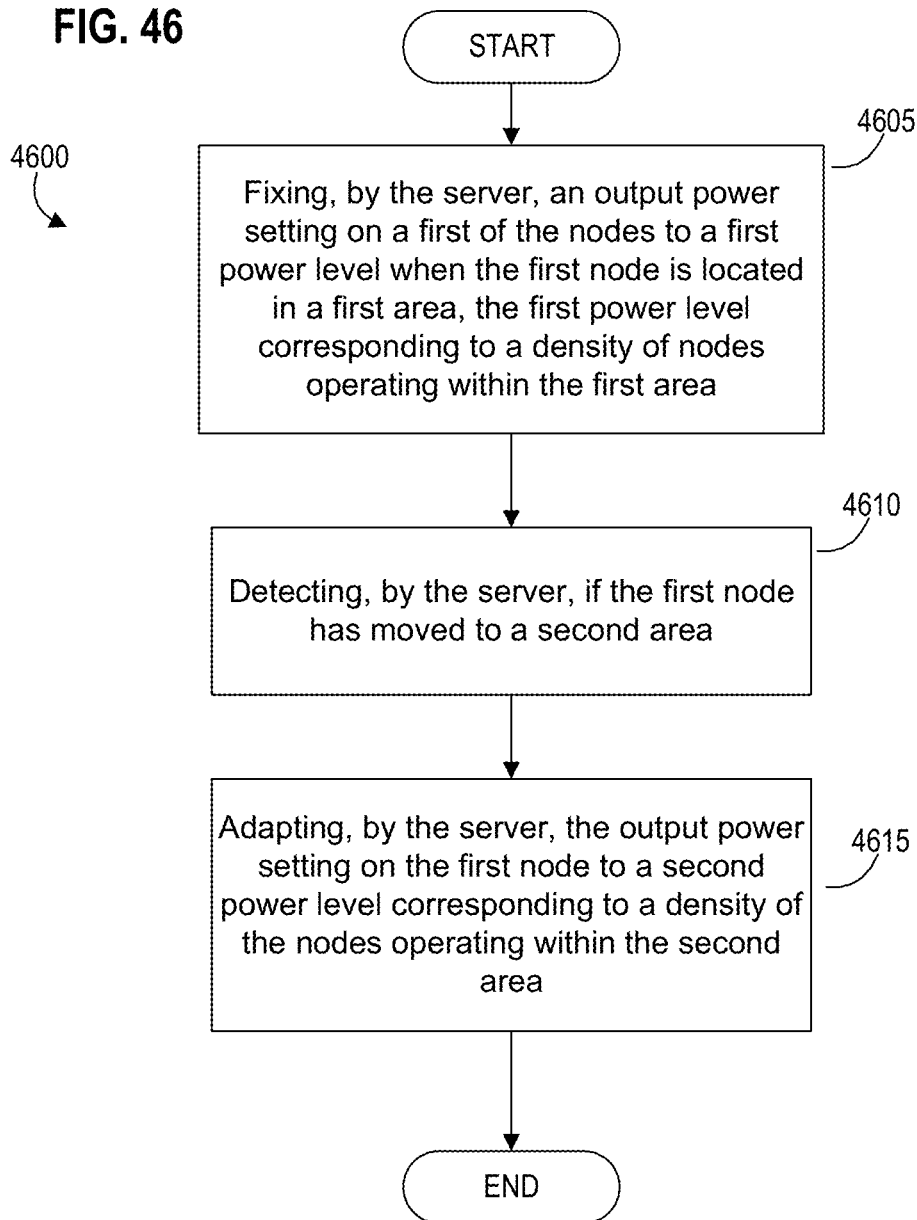 FIG. 46
START
4600
4605
Fixing, by the server, an output power
setting on a first of the nodes to a first
power level when the first node is located
in a first area, the first power level
corresponding to a density of nodes
operating within the first area
4610
Detecting, by the server, if the first node
has moved to a second area
Adapting, by the server, the output power
setting on the first node to a second
power level corresponding to a density of
the nodes operating within the second
area
4615
END